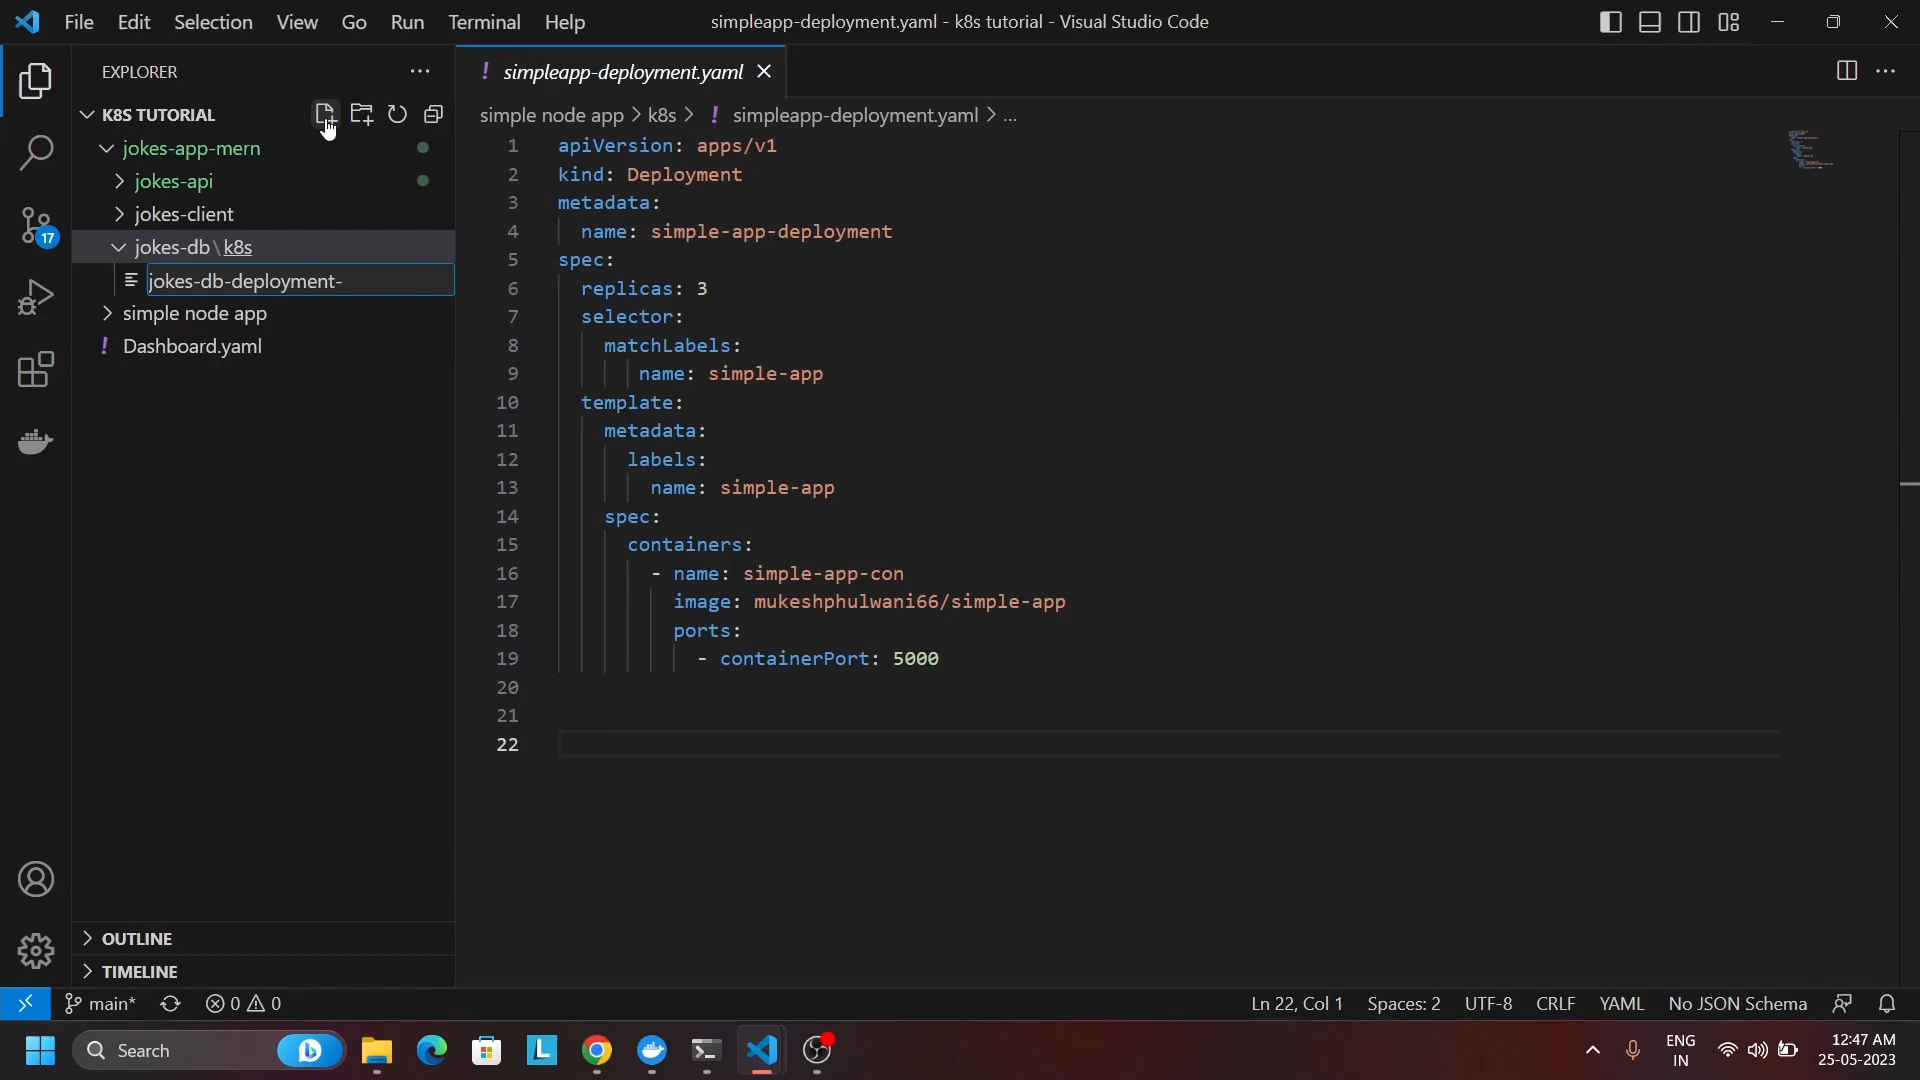 File Edit Selection View Go Run Terminal Help
simpleapp-deployment.yaml - k8s tutorial - Visual Studio Code
EXPLORER
K8S TUTORIAL
jokes-app-mern
jokes-api
jokes-client
jokes-db\k8s
jokes-db-deployment-
simple node app
! Dashboard.yaml
OUTLINE
TIMELINE
17
! simpleapp-deployment.yaml
simple node app > k8s > ! simpleapp-deployment.yaml > ...
1 apiVersion: apps/v1
2 kind: Deployment
3 metadata:
4 name: simple-app-deployment
5 spec:
6 replicas: 3
7 selector:
8 matchLabels:
9 name: simple-app
10 template:
11 metadata:
12 labels:
13 name: simple-app
14 spec:
15 containers:
16 - name: simple-app-con
17 image: mukeshphulwani66/simple-app
18 ports:
19 - containerPort: 5000
20
21
22
main* 0 0
Ln 22, Col 1 Spaces: 2 UTF-8 CRLF YAML No JSON Schema
Search
L
ENG
IN
12:47 AM
25-05-2023